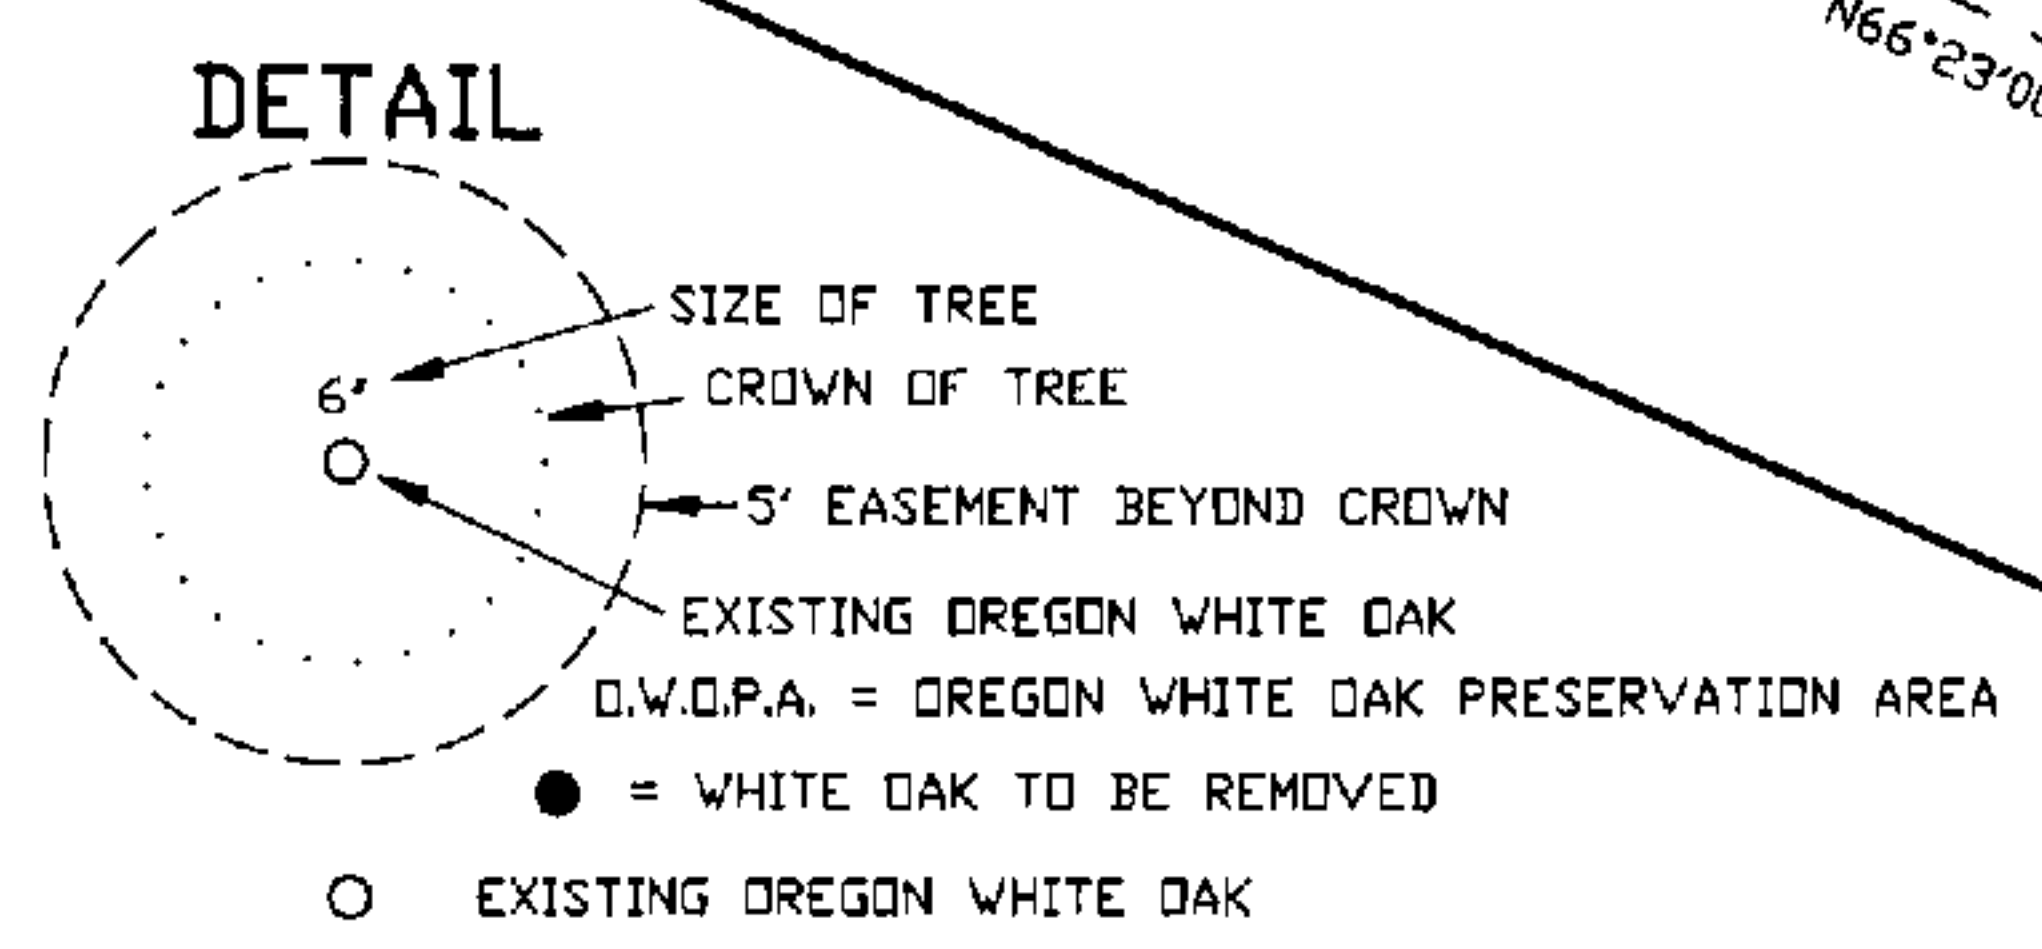 DETAIL
N66°23'00
SIZE OF TREE
6"
CROWN OF TREE
5' EASEMENT BEYOND CROWN
EXISTING OREGON WHITE OAK
O.W.O.P.A. = OREGON WHITE OAK PRESERVATION AREA
= WHITE OAK TO BE REMOVED
EXISTING OREGON WHITE OAK